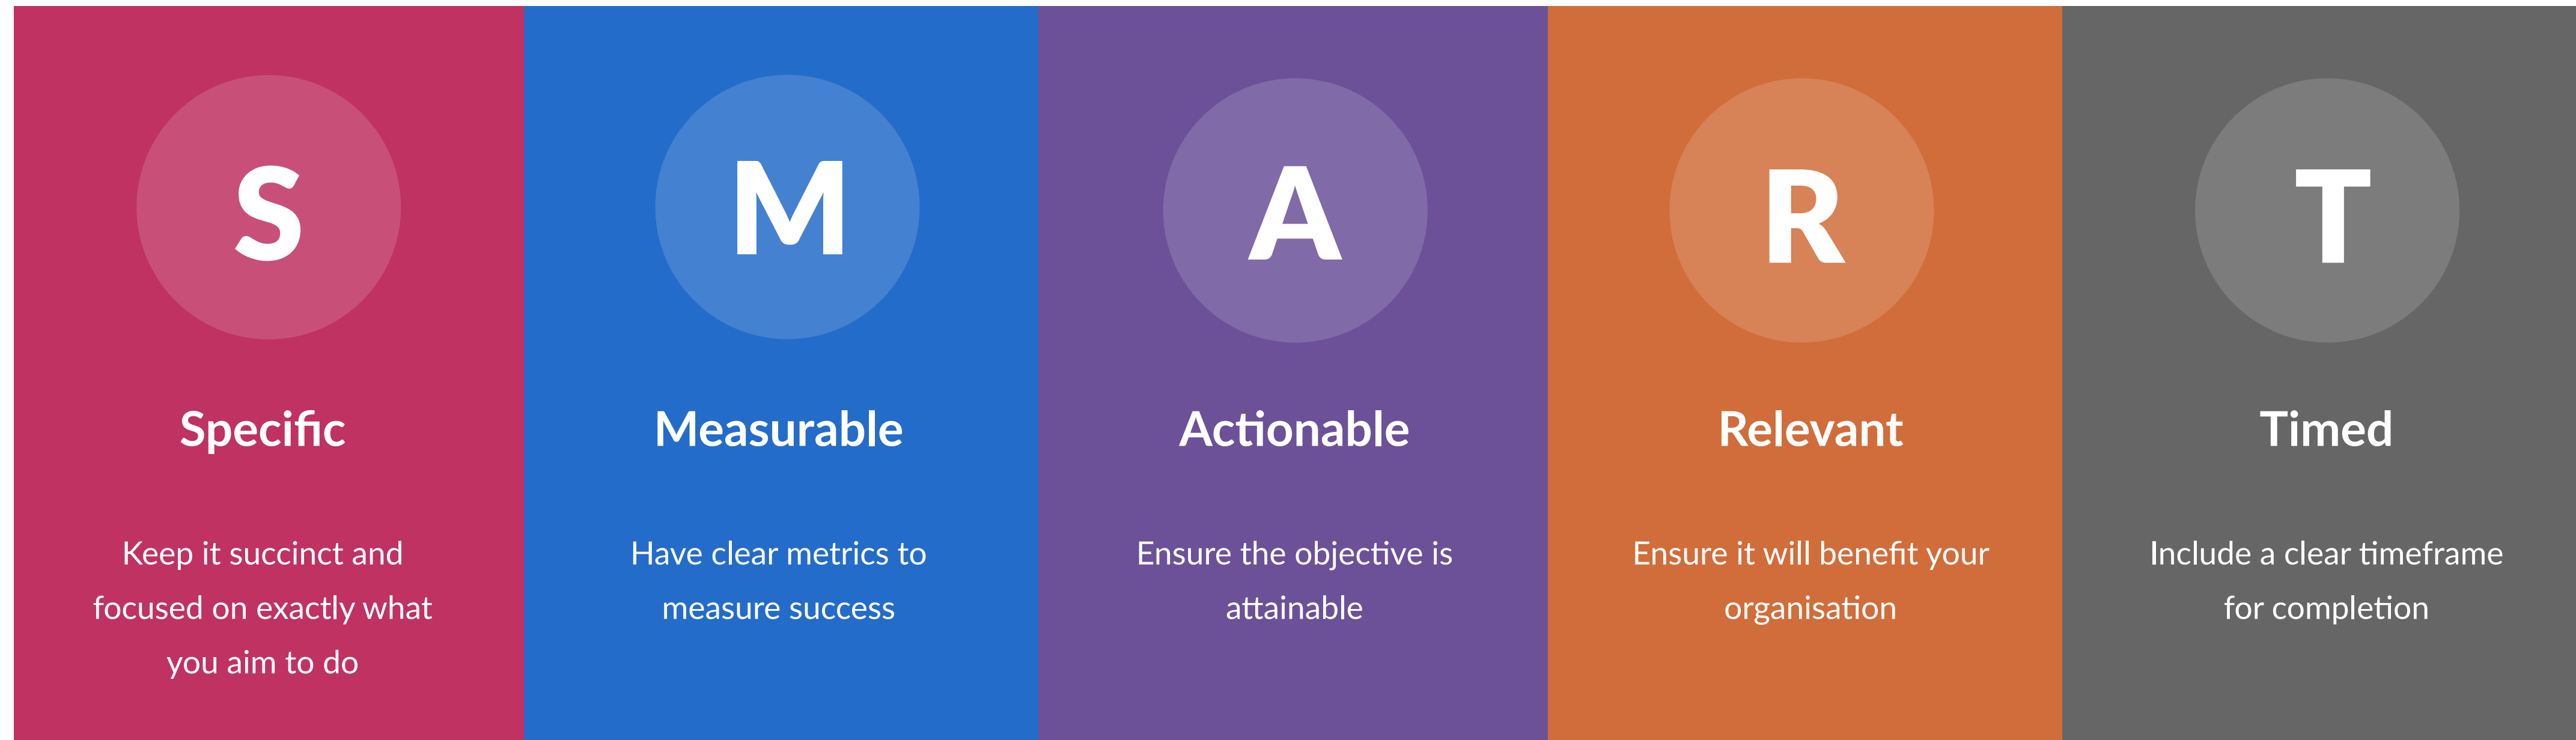 S
Specific
Keep it succinct and
focused on exactly what
you aim to do
M
Measurable
Have clear metrics to
measure success
A
Actionable
Ensure the objective is
attainable
R
Relevant
Ensure it will benefit your
organisation
T
Timed
Include a clear timeframe
for completion